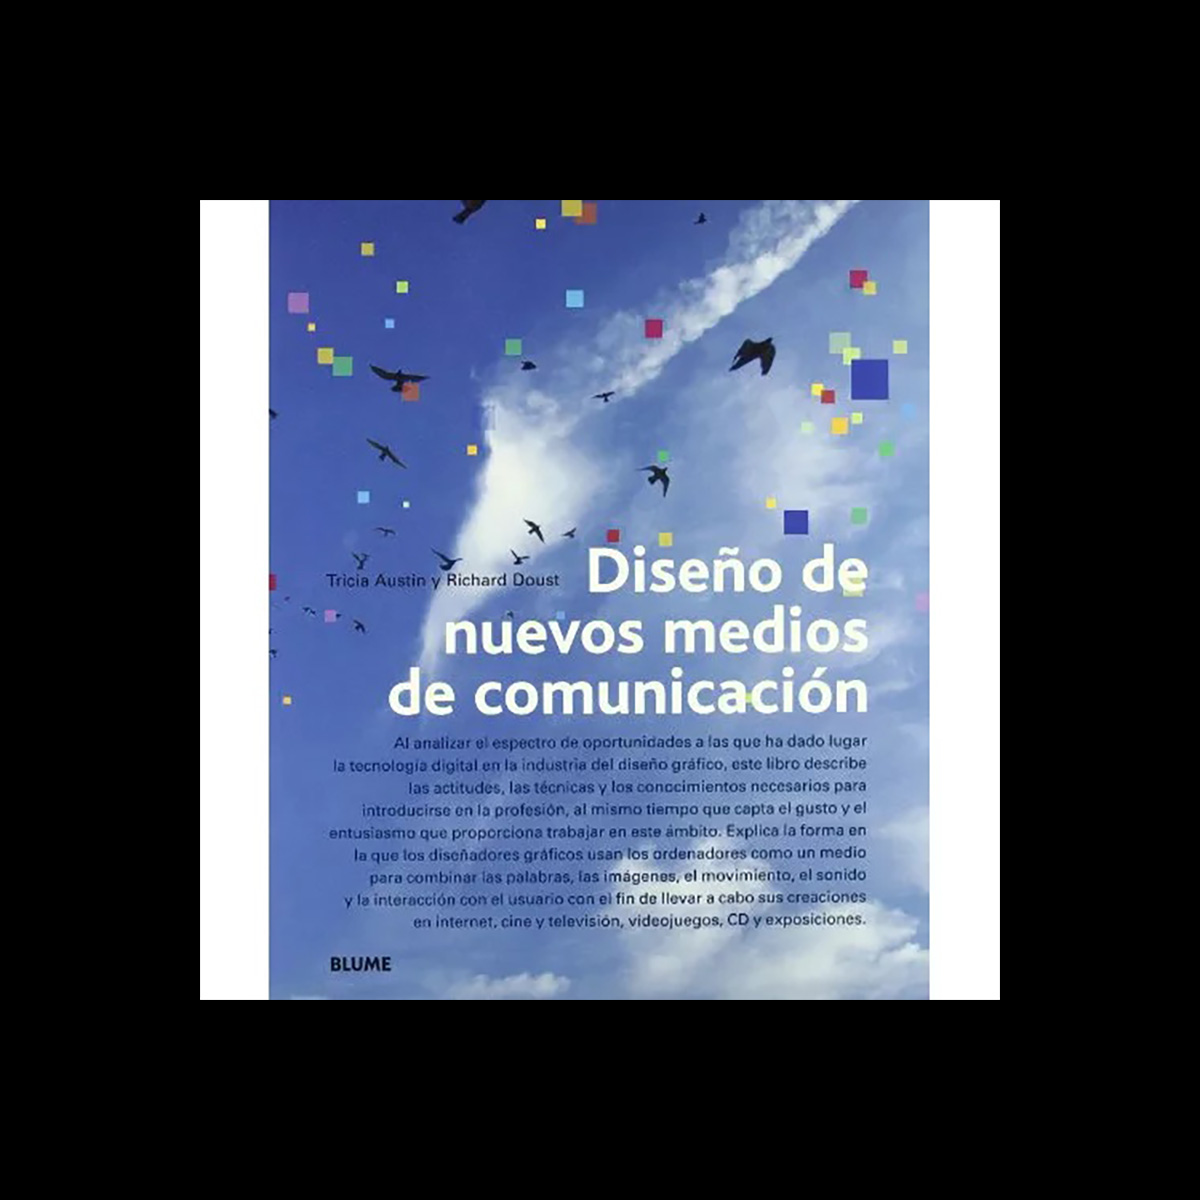 Tricia Austin y Richard Doust
Diseño de
nuevos medios
de comunicación
Al analizar el espectro de oportunidades a las que ha dado lugar
la tecnología digital en la industria del diseño gráfico, este libro describe
las actitudes, las técnicas y los conocimientos necesarios para
introducirse en la profesión, al mismo tiempo que capta el gusto y el
entusiasmo que proporciona trabajar en este ámbito. Explica la forma en
la que los diseñadores gráficos usan los ordenadores como un medio
para combinar las palabras, las imágenes, el movimiento, el sonido
y la interacción con el usuario con el fin de llevar a cabo sus creaciones
en internet, cine y televisión, videojuegos, CD y exposiciones.
BLUME